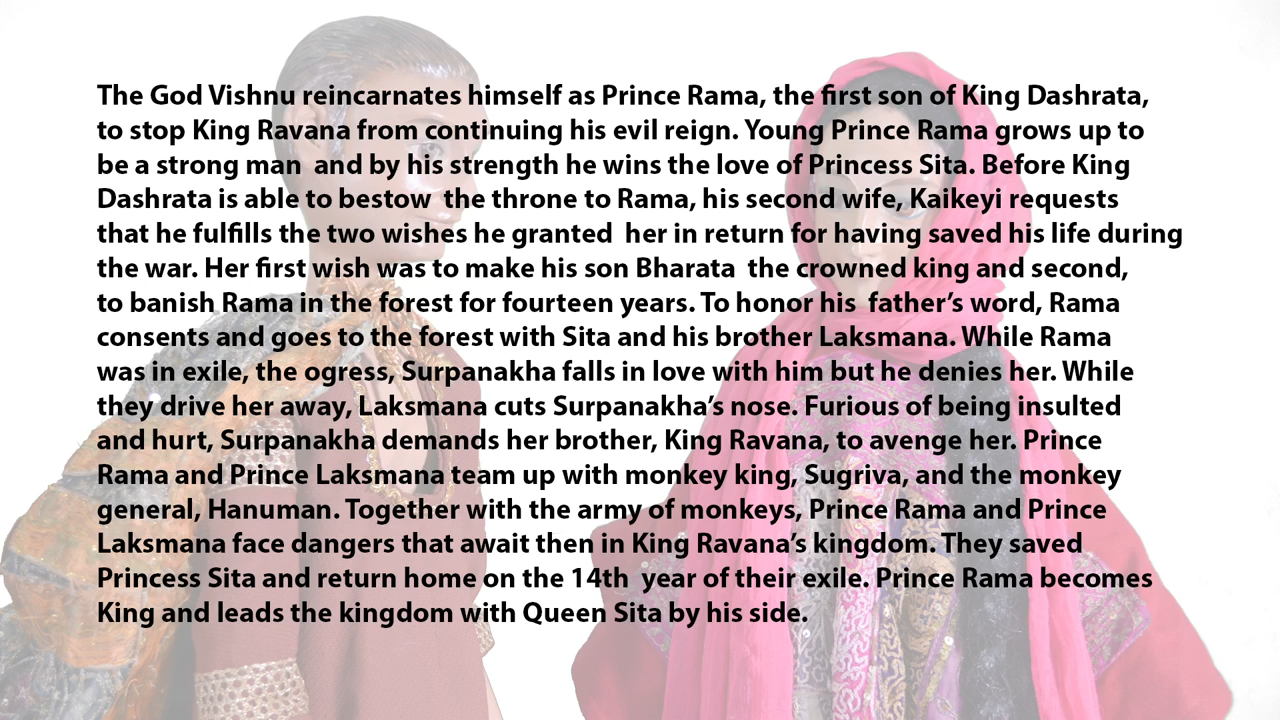 The God Vishnu reincarnates himself as Prince Rama, the first son of King Dashrata,
to stop King Ravana from continuing his evil reign. Young Prince Rama grows up to
be a strong man  and by his strength he wins the love of Princess Sita. Before King
Dashrata is able to bestow  the throne to Rama, his second wife, Kaikeyi requests
that he fulfills the two wishes he granted  her in return for having saved his life during
the war. Her first wish was to make his son Bharata  the crowned king and second,
to banish Rama in the forest for fourteen years. To honor his  father’s word, Rama
consents and goes to the forest with Sita and his brother Laksmana. While Rama
was in exile, the ogress, Surpanakha falls in love with him but he denies her. While
they drive her away, Laksmana cuts Surpanakha’s nose. Furious of being insulted
and hurt, Surpanakha demands her brother, King Ravana, to avenge her. Prince
Rama and Prince Laksmana team up with monkey king, Sugriva, and the monkey
general, Hanuman. Together with the army of monkeys, Prince Rama and Prince
Laksmana face dangers that await then in King Ravana’s kingdom. They saved
Princess Sita and return home on the 14th  year of their exile. Prince Rama becomes
King and leads the kingdom with Queen Sita by his side.